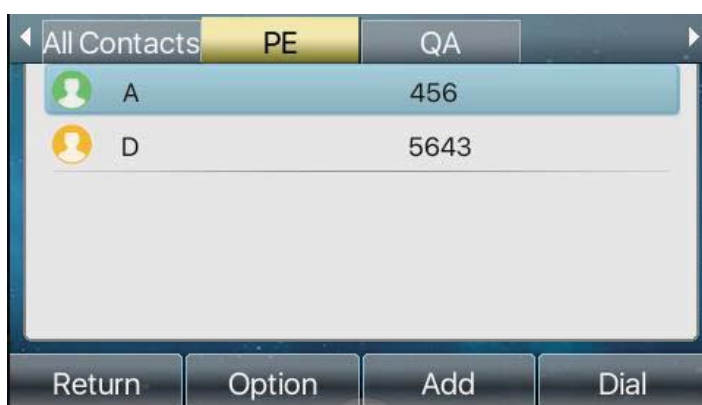 All Contacts PE QA
A 456
D 5643
Return Option Add Dial